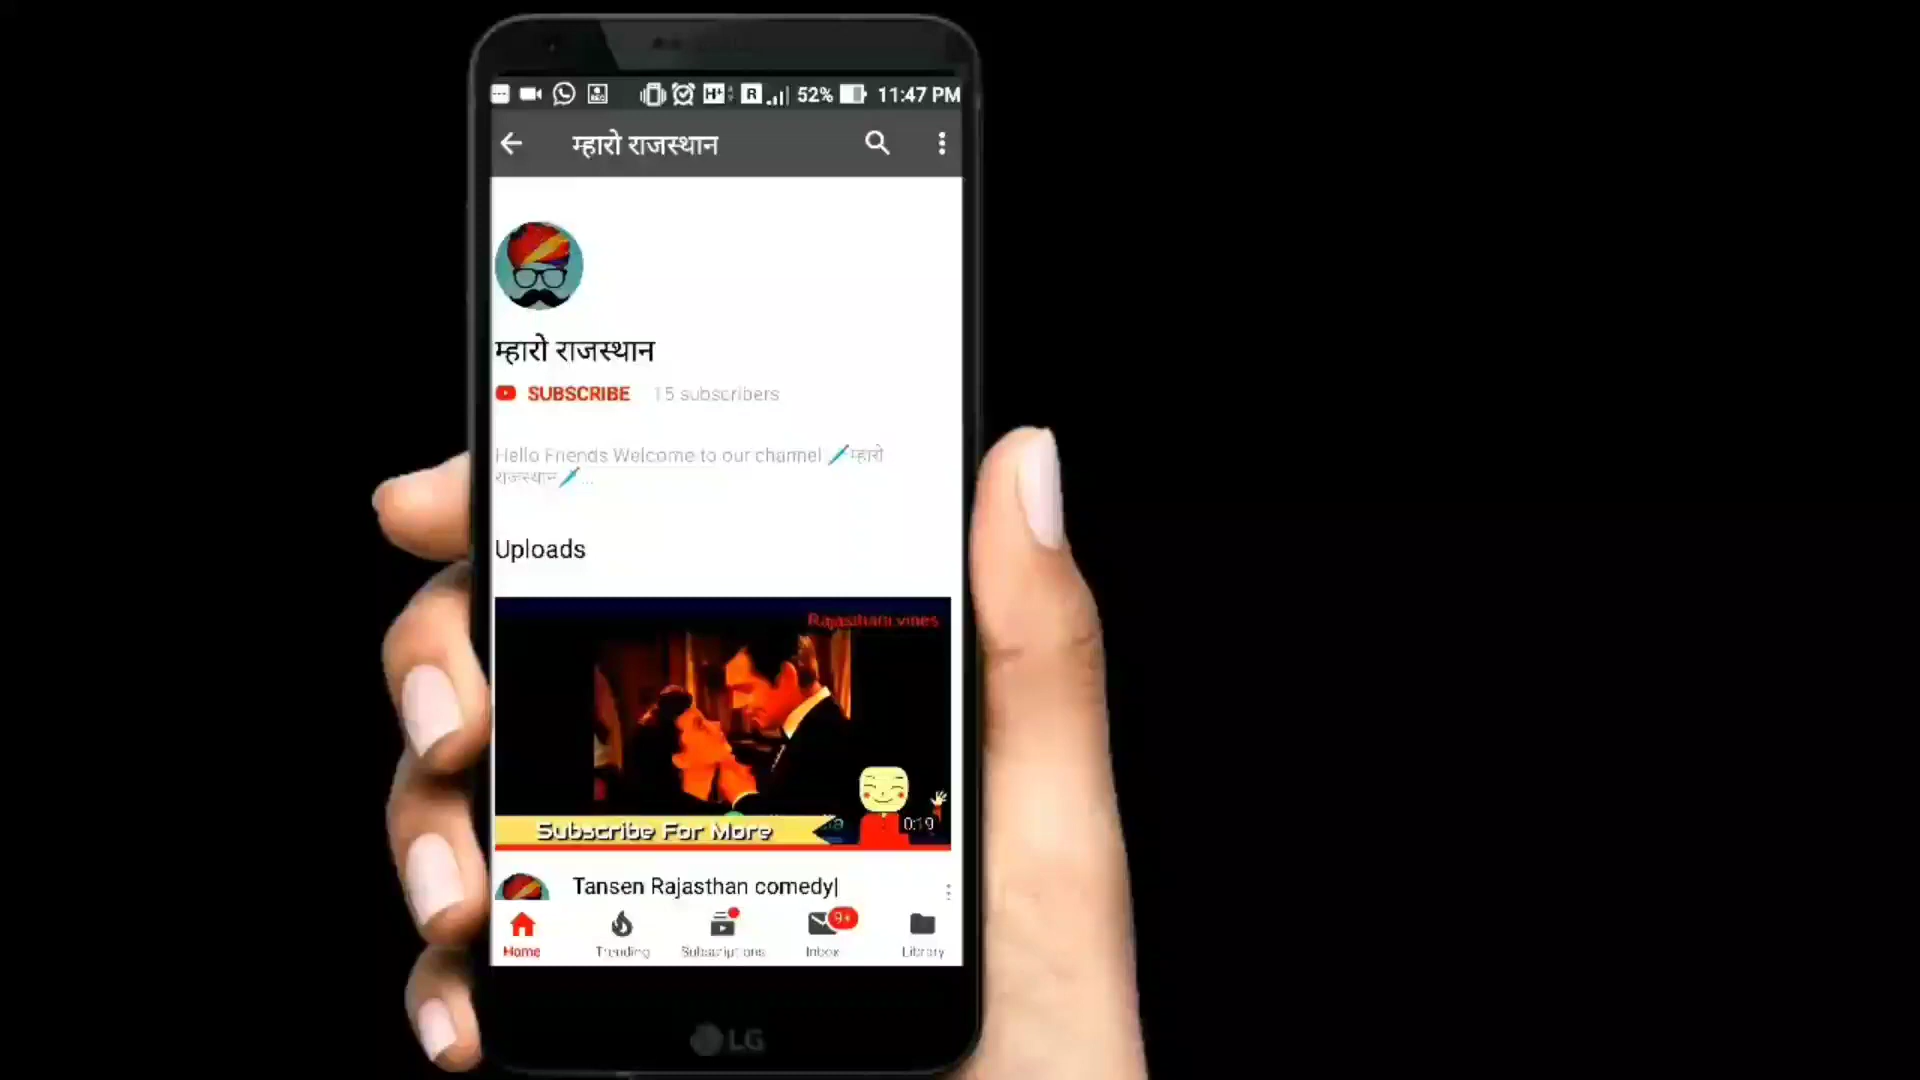 52% 11:47 PM
म्हारो राजस्थान
म्हारो राजस्थान
SUBSCRIBE 15 subscribers
Hello Friends Welcome to our channel म्हारो
राजस्थान ...
Uploads
Rajasthani vines
Subscribe For More
0:19
Tansen Rajasthan comedy|
9+
Home Trending Subscriptions Inbox Library
LG